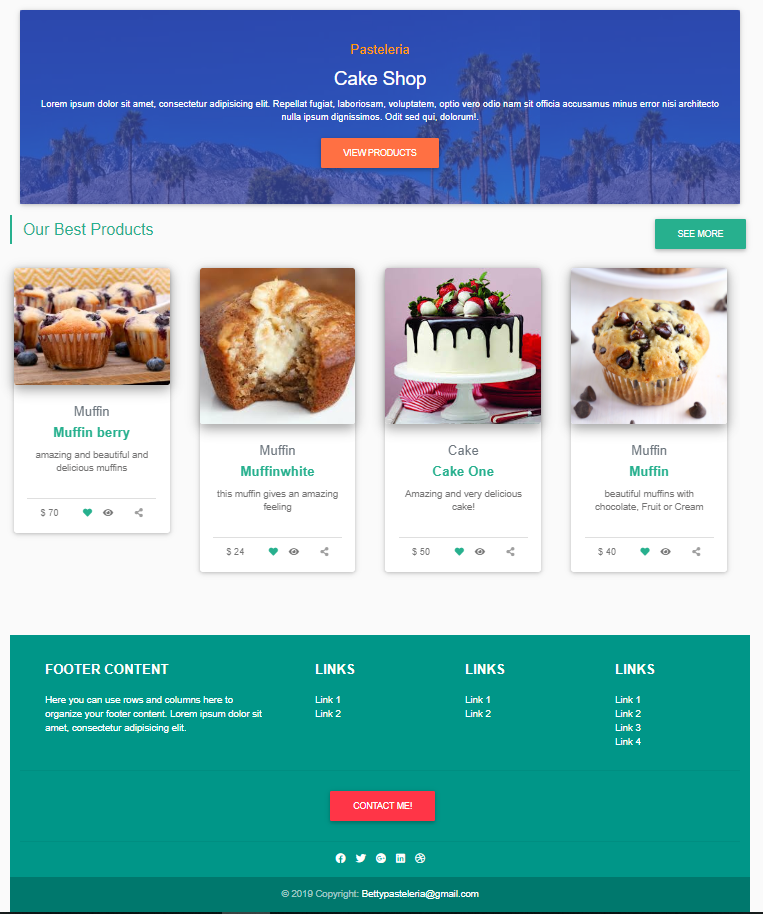 Pasteleria
Cake Shop
Lorem ipsum dolor sit amet, consectetur adipisicing elit. Repellat fugiat, laboriosam, voluptatem, optio vero odio nam sit officia accusamus minus error nisi architecto
nulla ipsum dignissimos. Odit sed qui, dolorum!.
VIEW PRODUCTS
Our Best Products
SEE MORE
Muffin
Muffin berry
amazing and beautiful and
delicious muffins
$ 70
Muffin
Muffinwhite
this muffin gives an amazing
feeling
$ 24
Cake
Cake One
Amazing and very delicious
cake!
$ 50
Muffin
Muffin
beautiful muffins with
chocolate, Fruit or Cream
$ 40
FOOTER CONTENT
Here you can use rows and columns here to
organize your footer content. Lorem ipsum dolor sit
amet, consectetur adipisicing elit.
LINKS
Link 1
Link 2
LINKS
Link 1
Link 2
LINKS
Link 1
Link 2
Link 3
Link 4
CONTACT ME!
© 2019 Copyright: Bettypasteleria@gmail.com